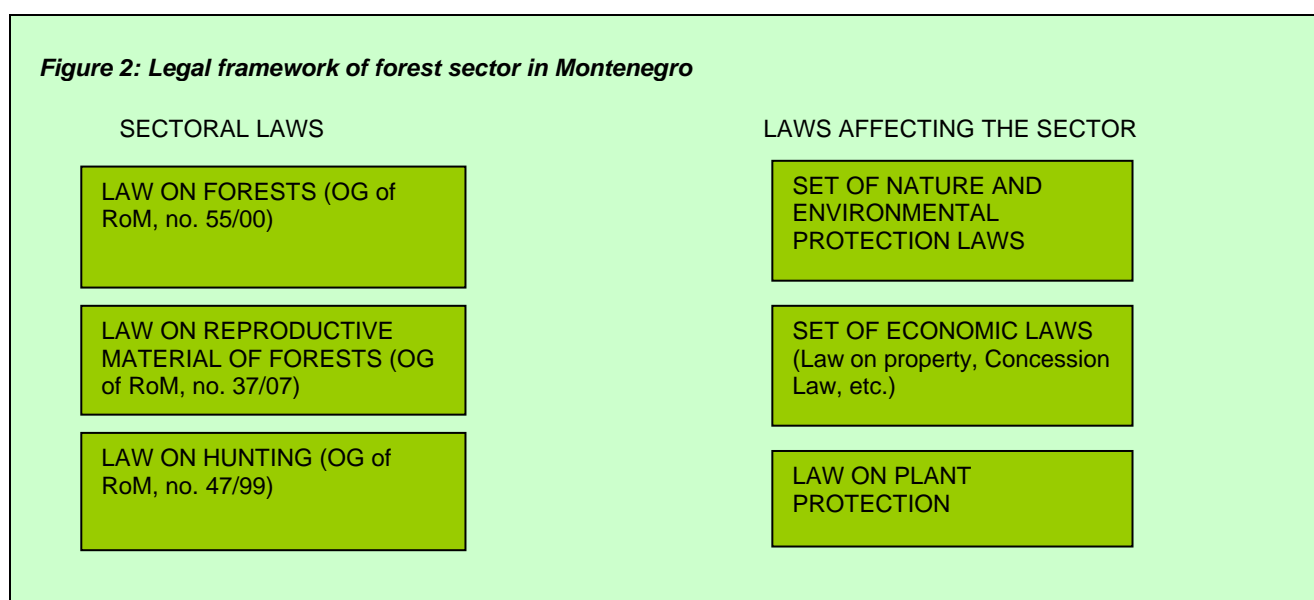 Figure 2: Legal framework of forest sector in Montenegro
SECTORAL LAWS
LAW ON FORESTS (OG of
RoM, no. 55/00)
LAW ON REPRODUCTIVE
MATERIAL OF FORESTS (OG
of RoM, no. 37/07)
LAW ON HUNTING (OG of
RoM, no. 47/99)
LAWS AFFECTING THE SECTOR
SET OF NATURE AND
ENVIRONMENTAL
PROTECTION LAWS
SET OF ECONOMIC LAWS
(Law on property, Concession
Law, etc.)
LAW ON PLANT
PROTECTION